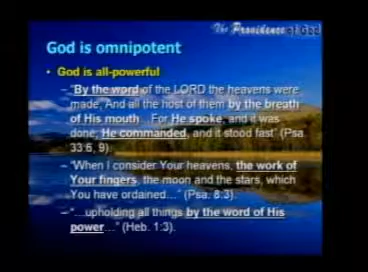 The Providence of God
God is omnipotent
• God is all-powerful
– "By the word of the LORD the heavens were
made, And all the host of them by the breath
of His mouth...For He spoke, and it was
done; He commanded, and it stood fast" (Psa.
33:6, 9).
– "When I consider Your heavens, the work of
Your fingers, the moon and the stars, which
You have ordained..." (Psa. 8:3).
– "...upholding all things by the word of His
power..." (Heb. 1:3).